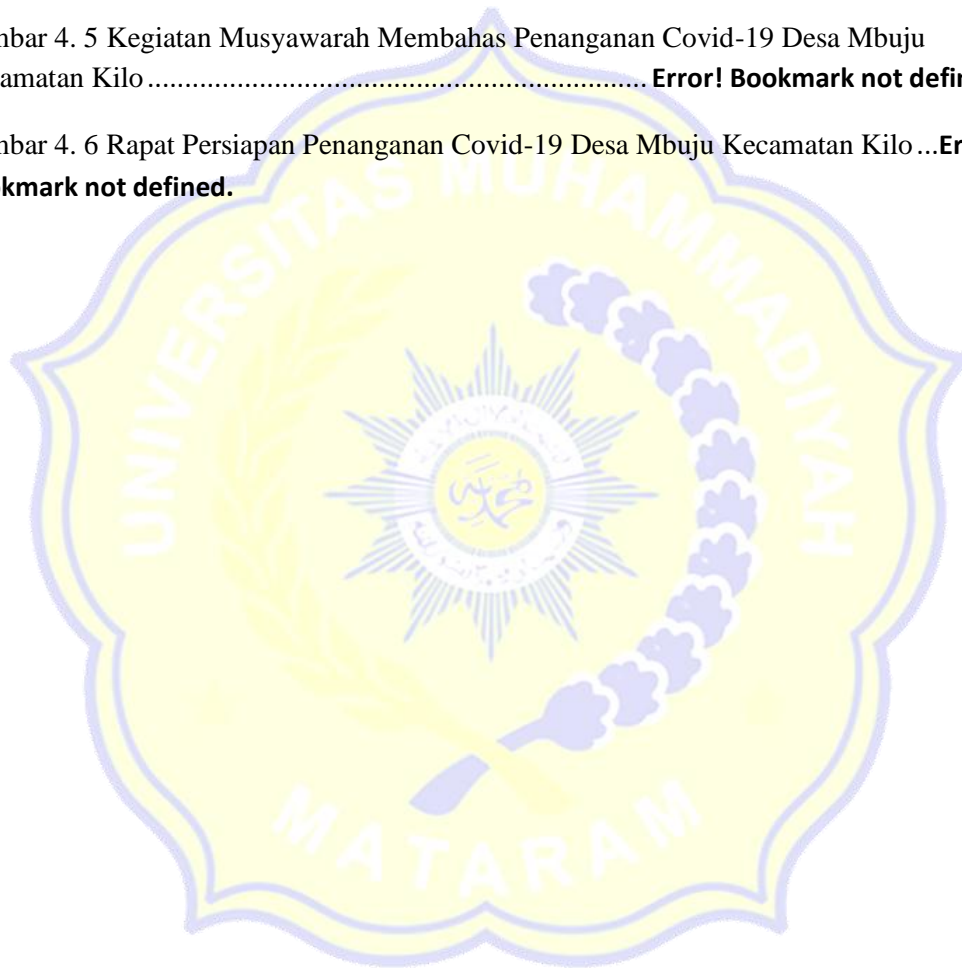 mbar 4. 5 Kegiatan Musyawarah Membahas Penanganan Covid-19 Desa Mbuju
amatan Kilo .................................................................... Error! Bookmark not defin
mbar 4. 6 Rapat Persiapan Penanganan Covid-19 Desa Mbuju Kecamatan Kilo ...Er
okmark not defined.
UNIVERSITAS MUHAMMADIYAH
MATARAM